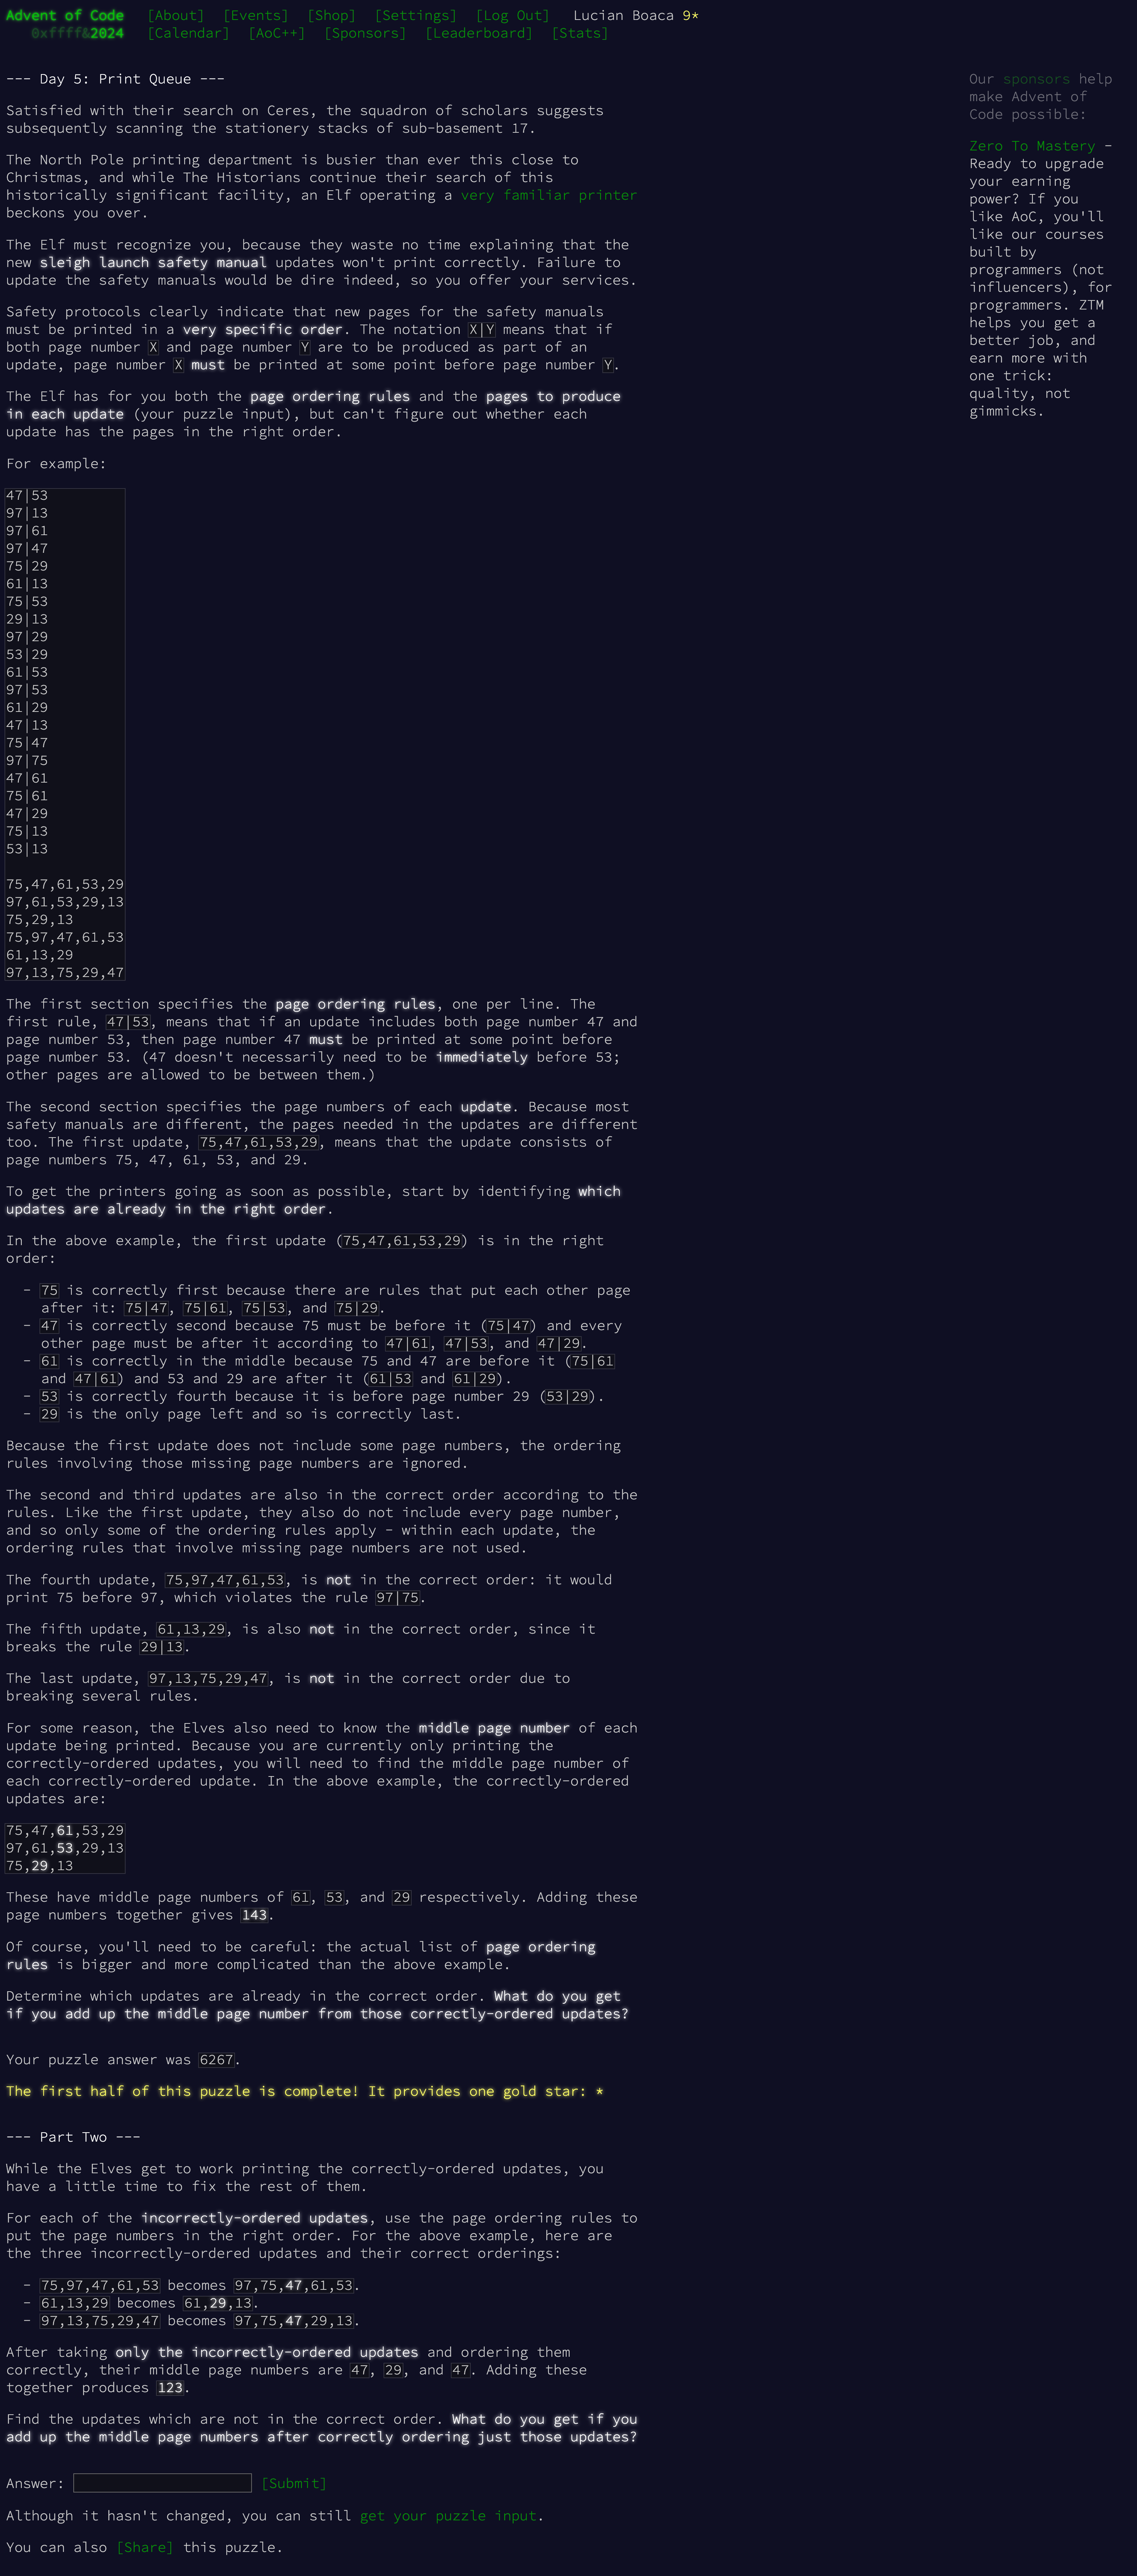 Advent of Code [About] [Events] [Shop] [Settings] [Log Out] Lucian Boaca 9*
0xffff&2024 [Calendar] [AoC++] [Sponsors] [Leaderboard] [Stats]
--- Day 5: Print Queue ---
Satisfied with their search on Ceres, the squadron of scholars suggests
subsequently scanning the stationery stacks of sub-basement 17.
The North Pole printing department is busier than ever this close to
Christmas, and while The Historians continue their search of this
historically significant facility, an Elf operating a very familiar printer
beckons you over.
The Elf must recognize you, because they waste no time explaining that the
new sleigh launch safety manual updates won't print correctly. Failure to
update the safety manuals would be dire indeed, so you offer your services.
Safety protocols clearly indicate that new pages for the safety manuals
must be printed in a very specific order. The notation X|Y means that if
both page number X and page number Y are to be produced as part of an
update, page number X must be printed at some point before page number Y.
The Elf has for you both the page ordering rules and the pages to produce
in each update (your puzzle input), but can't figure out whether each
update has the pages in the right order.
For example:
47|53
97|13
97|61
97|47
75|29
61|13
75|53
29|13
97|29
53|29
61|53
97|53
61|29
47|13
75|47
97|75
47|61
75|61
47|29
75|13
53|13
75,47,61,53,29
97,61,53,29,13
75,29,13
75,97,47,61,53
61,13,29
97,13,75,29,47
The first section specifies the page ordering rules, one per line. The
first rule, 47|53, means that if an update includes both page number 47 and
page number 53, then page number 47 must be printed at some point before
page number 53. (47 doesn't necessarily need to be immediately before 53;
other pages are allowed to be between them.)
The second section specifies the page numbers of each update. Because most
safety manuals are different, the pages needed in the updates are different
too. The first update, 75,47,61,53,29, means that the update consists of
page numbers 75, 47, 61, 53, and 29.
To get the printers going as soon as possible, start by identifying which
updates are already in the right order.
In the above example, the first update (75,47,61,53,29) is in the right
order:
- 75 is correctly first because there are rules that put each other page
after it: 75|47, 75|61, 75|53, and 75|29.
- 47 is correctly second because 75 must be before it (75|47) and every
other page must be after it according to 47|61, 47|53, and 47|29.
- 61 is correctly in the middle because 75 and 47 are before it (75|61
and 47|61) and 53 and 29 are after it (61|53 and 61|29).
- 53 is correctly fourth because it is before page number 29 (53|29).
- 29 is the only page left and so is correctly last.
Because the first update does not include some page numbers, the ordering
rules involving those missing page numbers are ignored.
The second and third updates are also in the correct order according to the
rules. Like the first update, they also do not include every page number,
and so only some of the ordering rules apply - within each update, the
ordering rules that involve missing page numbers are not used.
The fourth update, 75,97,47,61,53, is not in the correct order: it would
print 75 before 97, which violates the rule 97|75.
The fifth update, 61,13,29, is also not in the correct order, since it
breaks the rule 29|13.
The last update, 97,13,75,29,47, is not in the correct order due to
breaking several rules.
For some reason, the Elves also need to know the middle page number of each
update being printed. Because you are currently only printing the
correctly-ordered updates, you will need to find the middle page number of
each correctly-ordered update. In the above example, the correctly-ordered
updates are:
75,47,61,53,29
97,61,53,29,13
75,29,13
These have middle page numbers of 61, 53, and 29 respectively. Adding these
page numbers together gives 143.
Of course, you'll need to be careful: the actual list of page ordering
rules is bigger and more complicated than the above example.
Determine which updates are already in the correct order. What do you get
if you add up the middle page number from those correctly-ordered updates?
Your puzzle answer was 6267.
The first half of this puzzle is complete! It provides one gold star: *
--- Part Two ---
While the Elves get to work printing the correctly-ordered updates, you
have a little time to fix the rest of them.
For each of the incorrectly-ordered updates, use the page ordering rules to
put the page numbers in the right order. For the above example, here are
the three incorrectly-ordered updates and their correct orderings:
- 75,97,47,61,53 becomes 97,75,47,61,53.
- 61,13,29 becomes 61,29,13.
- 97,13,75,29,47 becomes 97,75,47,29,13.
After taking only the incorrectly-ordered updates and ordering them
correctly, their middle page numbers are 47, 29, and 47. Adding these
together produces 123.
Find the updates which are not in the correct order. What do you get if you
add up the middle page numbers after correctly ordering just those updates?
Answer: [Submit]
Although it hasn't changed, you can still get your puzzle input.
You can also [Share] this puzzle.
Our sponsors help
make Advent of
Code possible:
Zero To Mastery -
Ready to upgrade
your earning
power? If you
like AoC, you'll
like our courses
built by
programmers (not
influencers), for
programmers. ZTM
helps you get a
better job, and
earn more with
one trick:
quality, not
gimmicks.